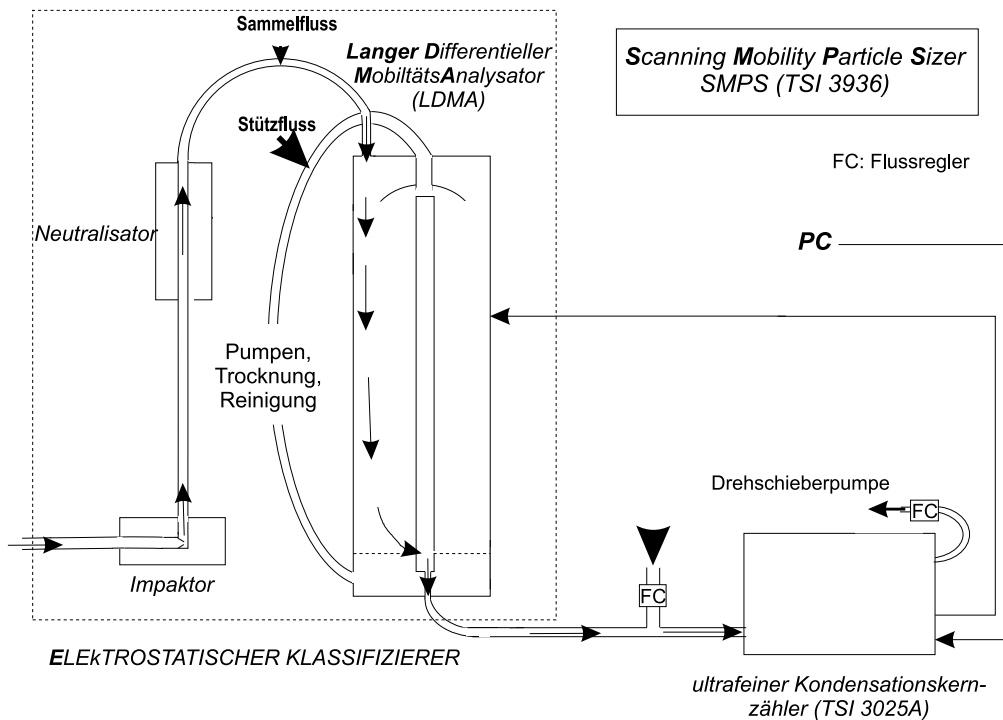 Sammelfluss
Langer Differentieller
MobiltätsAnalysator
(LDMA)
Scanning Mobility Particle Sizer
SMPS (TSI 3936)
Stützfluss
FC: Flussregler
Neutralisator
PC
Pumpen,
Trocknung,
Reinigung
Drehschieberpumpe
FC
Impaktor
FC
ELEkTROSTATISCHER KLASSIFIZIERER
ultrafeiner Kondensationskern-
zähler (TSI 3025A)